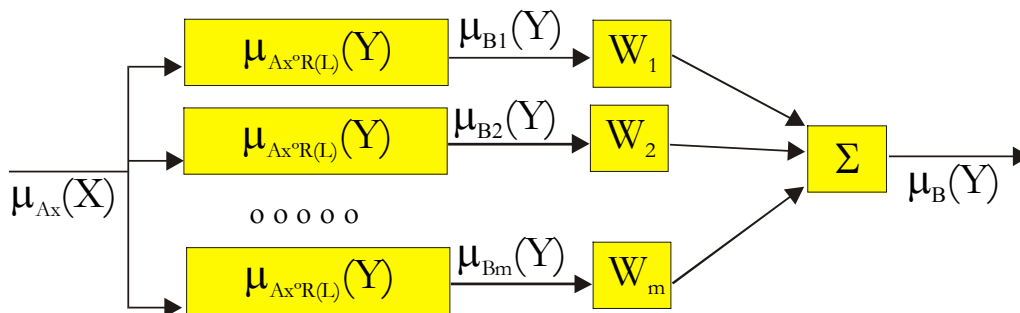 μAx°R(L)(Y) μB1(Y) W1
μAx°R(L)(Y) μB2(Y) W2
Σ
μAx(X) μB(Y)
o o o o o
μAx°R(L)(Y) μBm(Y) Wm